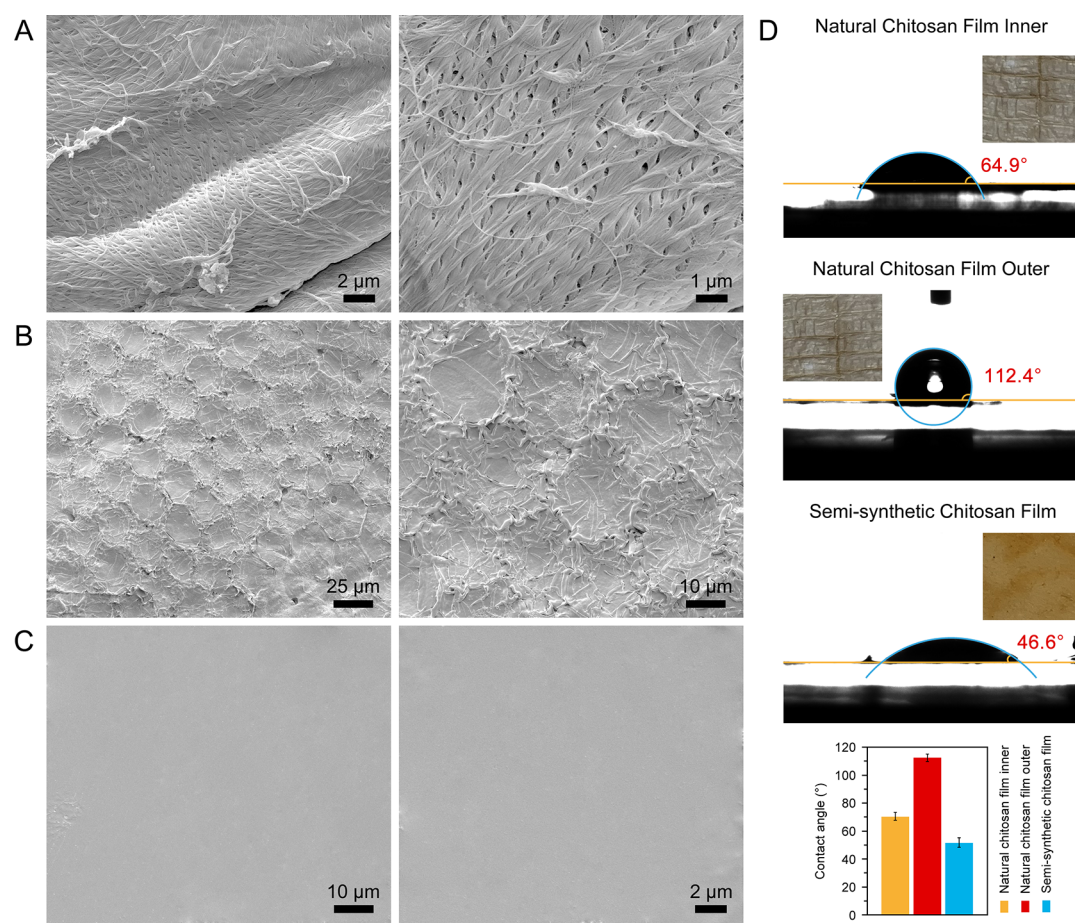 A
2 µm
1 µm
B
25 µm
10 µm
C
10 µm
2 µm
D
Natural Chitosan Film Inner
64.9°
Natural Chitosan Film Outer
112.4°
Semi-synthetic Chitosan Film
46.6°
Contact angle (°)
120
100
80
60
40
20
0
Natural chitosan film inner
Natural chitosan film outer
Semi-synthetic chitosan film